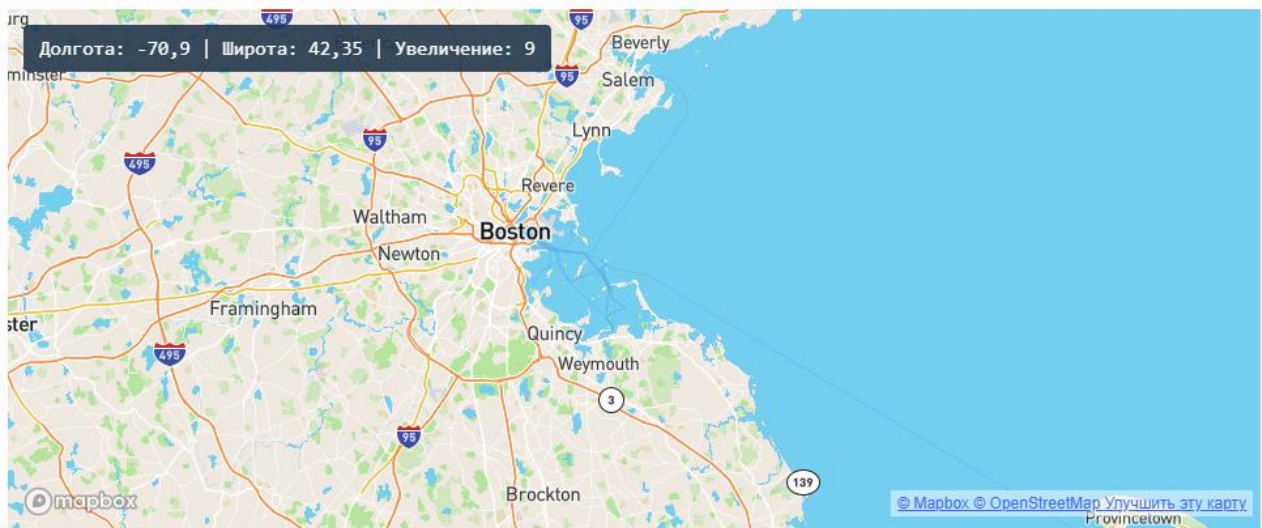 495
95
Долгота: -70,9 | Широта: 42,35 | Увеличение: 9
Beverly
95
Salem
Lynn
95
495
Revere
Waltham
Boston
Newton
Framingham
Quincy
495
Weymouth
3
95
139
Brockton
mapbox
© Mapbox © OpenStreetMap Улучшить эту карту
Provincetown